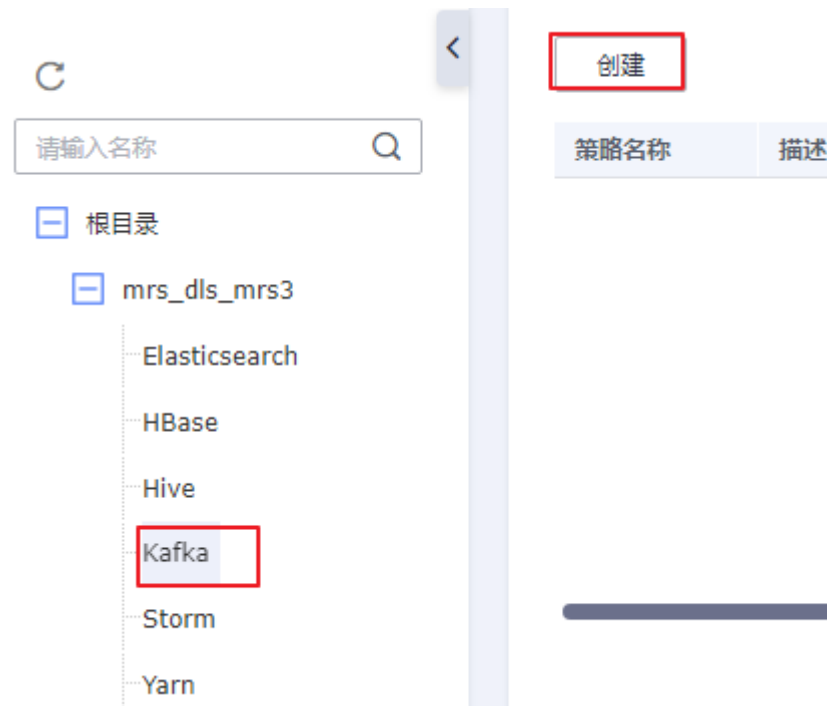 请输入名称
根目录
mrs_dls_mrs3
Elasticsearch
HBase
Hive
Kafka
Storm
Yarn
创建
策略名称 描述